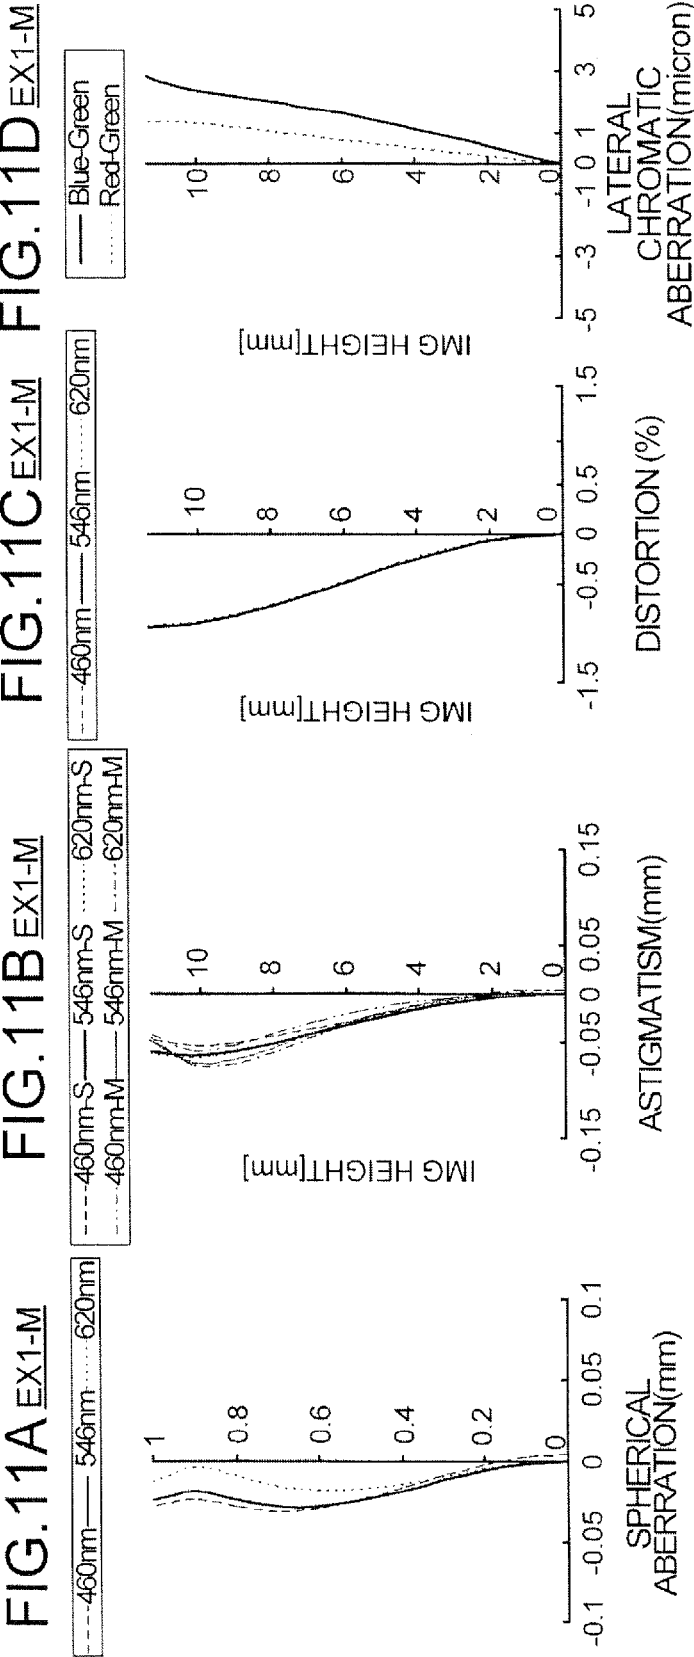 FIG.11A EX1-M
460nm 546nm 620nm
1
0.8
0.6
0.4
0.2
0
-0.1 -0.05 0 0.05 0.1
SPHERICAL
ABERRATION(mm)
FIG.11B EX1-M
460nm-S 546nm-S 620nm-S
460nm-M 546nm-M 620nm-M
IMG HEIGHT[mm]
10
8
6
4
2
0
-0.15 -0.05 0 0.05 0.15
ASTIGMATISM(mm)
FIG.11C EX1-M
460nm 546nm 620nm
IMG HEIGHT[mm]
10
8
6
4
2
0
-1.5 -0.5 0 0.5 1.5
DISTORTION (%)
FIG.11D EX1-M
Blue-Green
Red-Green
IMG HEIGHT[mm]
10
8
6
4
2
0
-5 -3 -1 0 1 3 5
LATERAL
CHROMATIC
ABERRATION(micron)